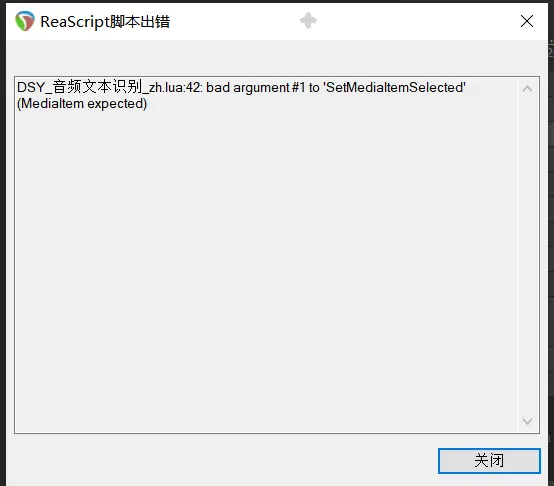 ReaScript脚本出错
DSY_音频文本识别_zh.lua:42: bad argument #1 to 'SetMediaItemSelected'
(MediaItem expected)
关闭